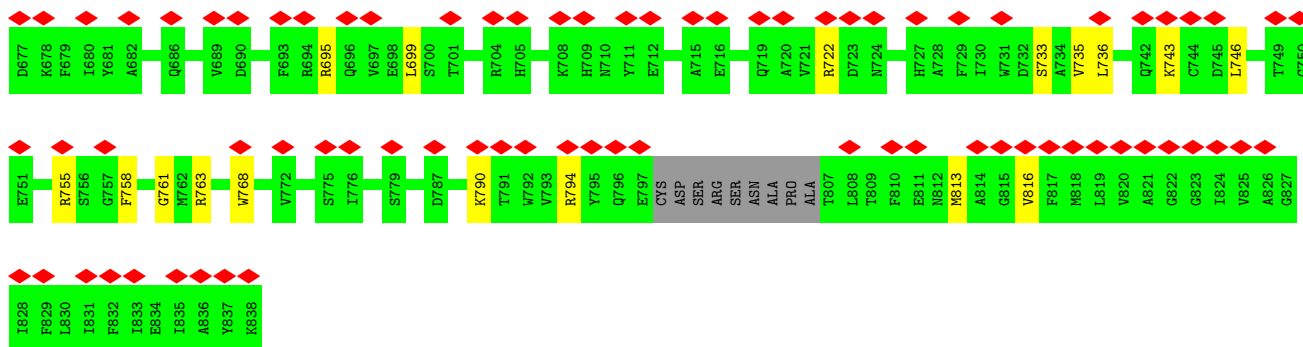 D677 K678 F679 I680 Y681 A682 Q686 V689 D690 F693 R694 R695 Q696 V697 E698 L699 S700 T701 R704 H705 K708 H709 N710 Y711 E712 A715 E716 Q719 A720 V721 R722 D723 N724 H727 A728 F729 I730 W731 D732 S733 A734 V735 L736 Q742 K743 C744 D745 L746 T749
E751 R755 S756 G757 F758 G761 M762 R763 W768 V772 S775 I776 S779 D787 K790 T791 W792 V793 R794 Y795 Q796 E797 CYS ASP SER ARG SER ASN ALA PRO ALA T807 L808 T809 F810 E811 N812 M813 A814 G815 V816 F817 M818 L819 V820 A821 G822 G823 I824 V825 A826 G827
I828 F829 L830 I831 F832 I833 E834 I835 A836 Y837 K838